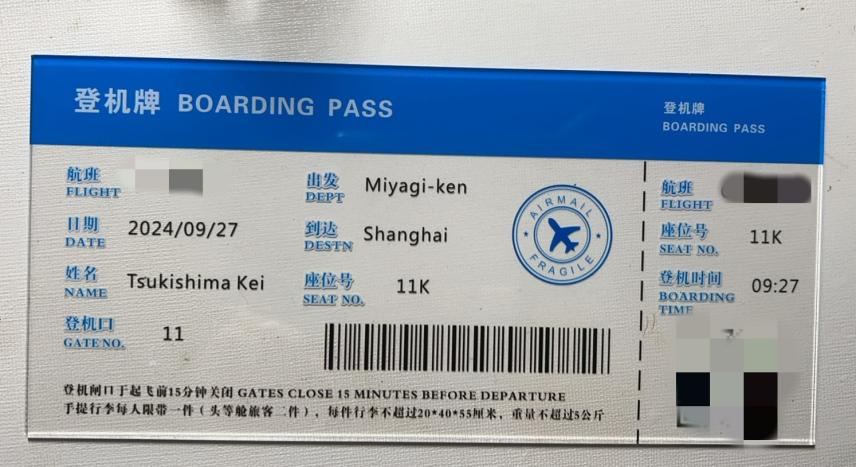 登机牌 BOARDING PASS
登机牌
BOARDING PASS
航班
FLIGHT
出发
DEPT
Miyagi-ken
日期
DATE
2024/09/27
到达
DESTN
Shanghai
姓名
NAME
Tsukishima Kei
座位号
SEAT NO.
11K
登机口
GATE NO.
11
AIRMAIL
FRAGILE
登机闸口于起飞前15分钟关闭 GATES CLOSE 15 MINUTES BEFORE DEPARTURE
手提行李每人限带一件（头等舱旅客二件），每件行李不超过20*40*55厘米，重量不超过5公斤
航班
FLIGHT
座位号
SEAT NO.
11K
登机时间
BOARDING
TIME
09:27